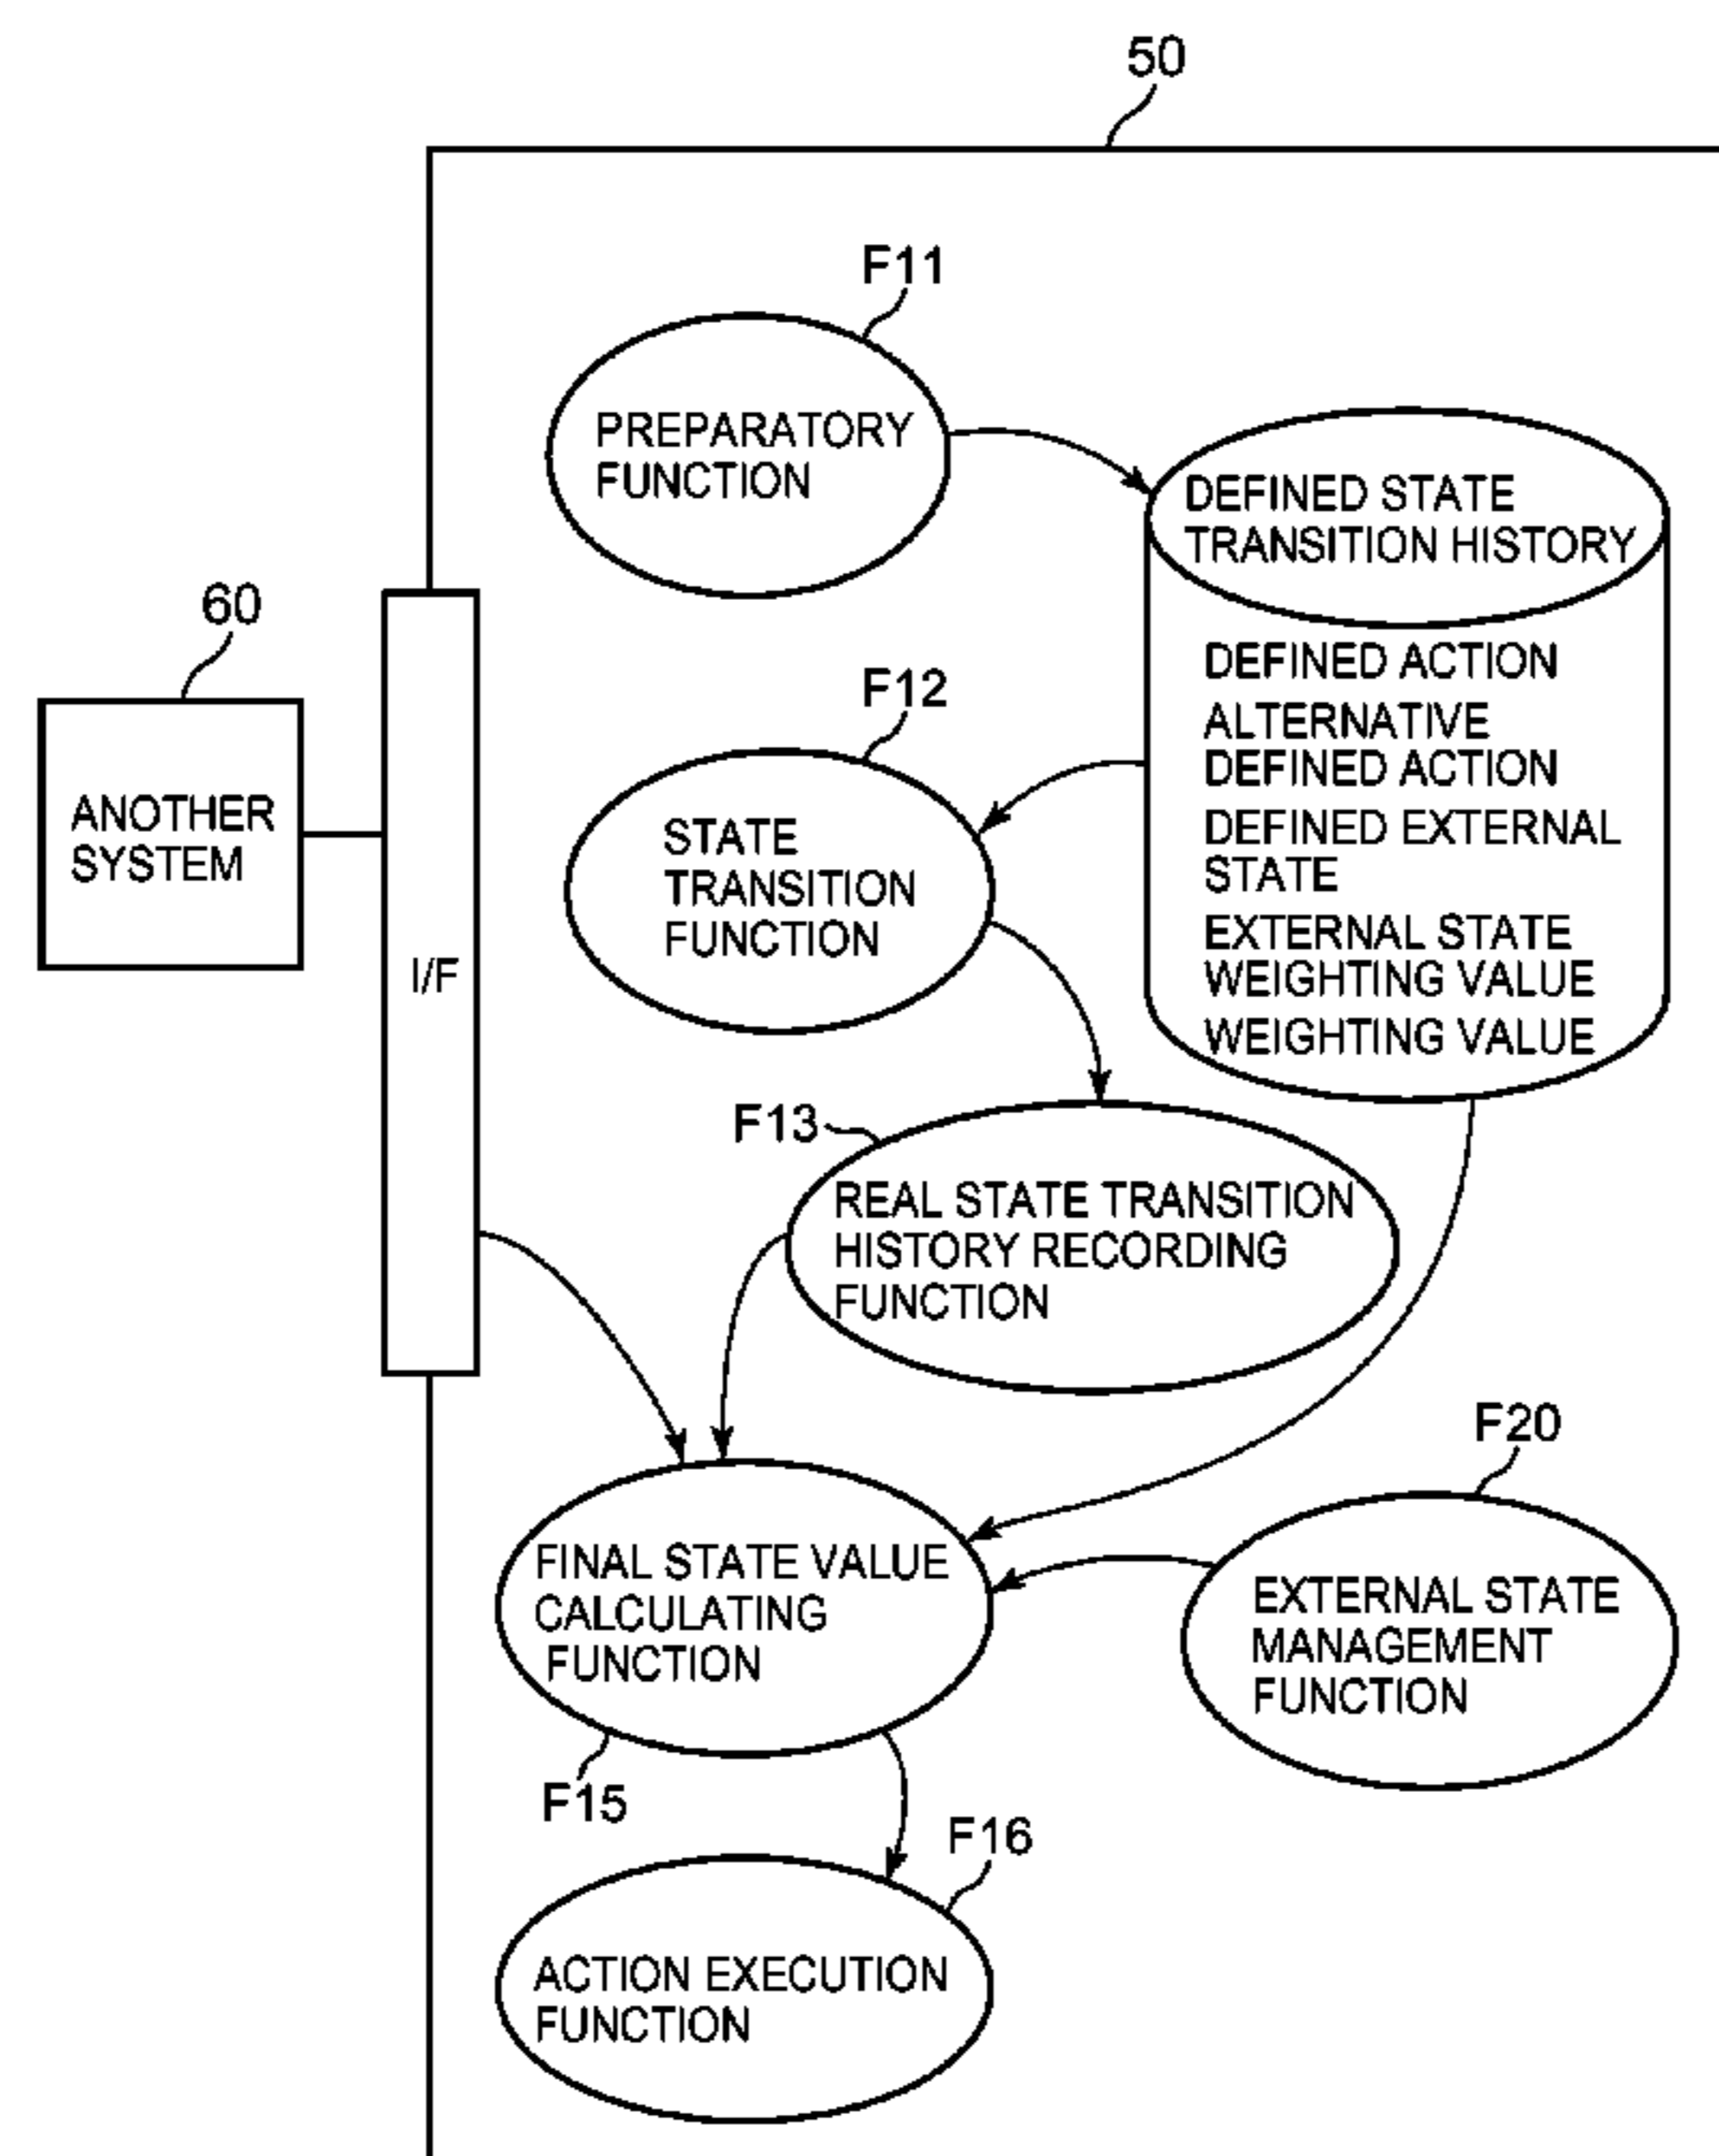 50
F11
PREPARATORY
FUNCTION
DEFINED STATE
TRANSITION HISTORY
DEFINED ACTION
ALTERNATIVE
DEFINED ACTION
DEFINED EXTERNAL
STATE
EXTERNAL STATE
WEIGHTING VALUE
WEIGHTING VALUE
60
ANOTHER
SYSTEM
I/F
F12
STATE
TRANSITION
FUNCTION
F13
REAL STATE TRANSITION
HISTORY RECORDING
FUNCTION
F20
EXTERNAL STATE
MANAGEMENT
FUNCTION
FINAL STATE VALUE
CALCULATING
FUNCTION
F15
F16
ACTION EXECUTION
FUNCTION